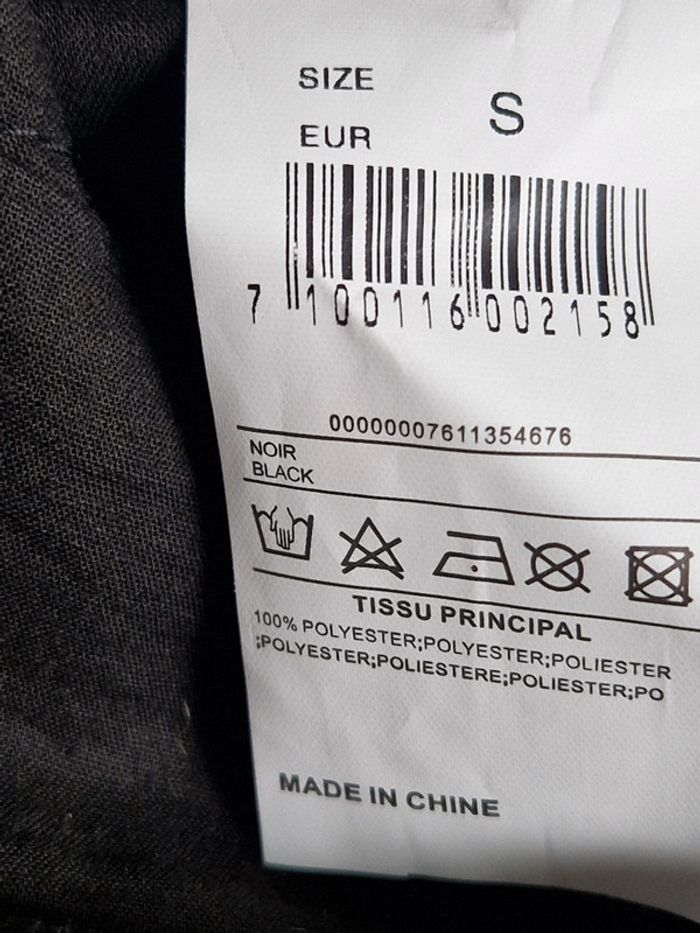 SIZE
S
EUR
7 100116 002158
00000007611354676
NOIR
BLACK
TISSU PRINCIPAL
100% POLYESTER;POLYESTER;POLIESTER
;POLYESTER;POLIESTERE;POLIESTER;PO
MADE IN CHINE